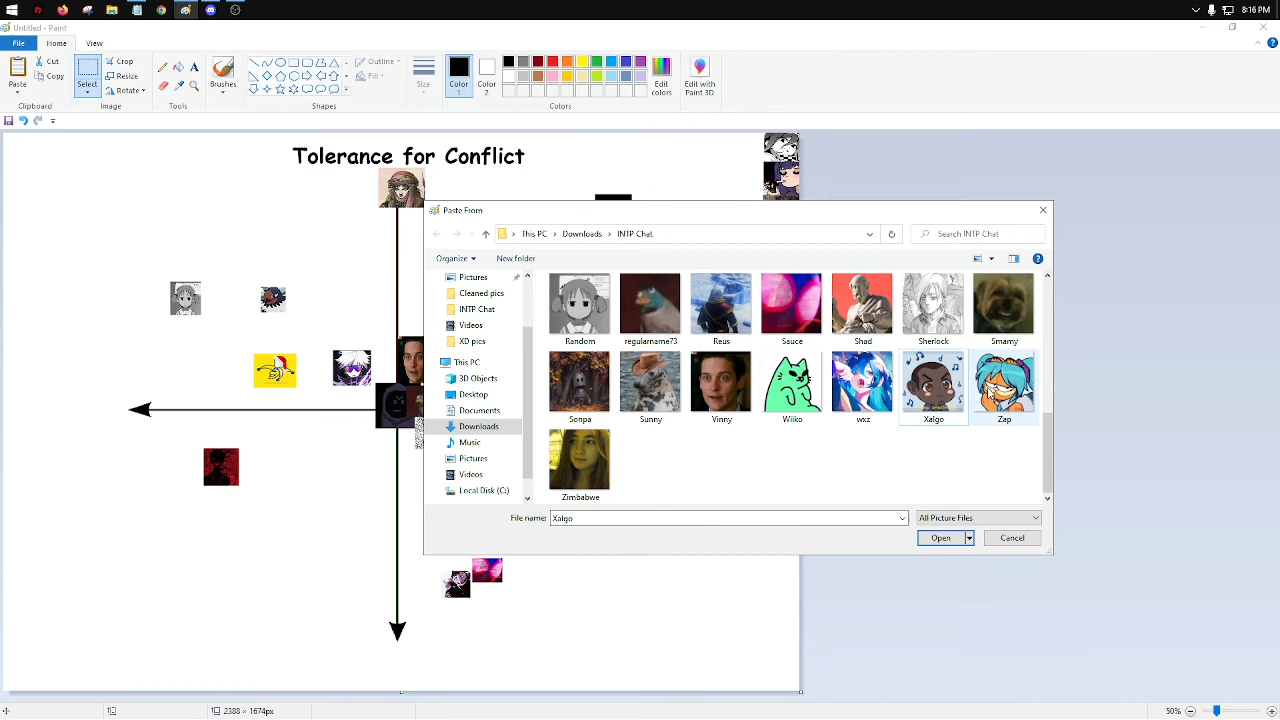 8:16 PM
Untitled - Paint
File
Home
View
Paste
Cut
Copy
Clipboard
Select
Crop
Resize
Rotate
Image
A
Tools
Brushes
Outline
Fill
Shapes
Size
Color
1
Color
2
Edit
colors
Colors
Edit with
Paint 3D
Tolerance for Conflict
Paste From
This PC
Downloads
INTP Chat
Search INTP Chat
Organize
New folder
Pictures
Cleaned pics
INTP Chat
Videos
XD pics
This PC
3D Objects
Desktop
Documents
Downloads
Music
Pictures
Videos
Local Disk (C:)
Random
regularname73
Reus
Sauce
Shad
Sherlock
Smamy
Sonpa
Sunny
Vinny
Wiiko
wxz
Xalgo
Zap
Zimbabwe
File name:
Xalgo
All Picture Files
Open
Cancel
2388 × 1674px
50%